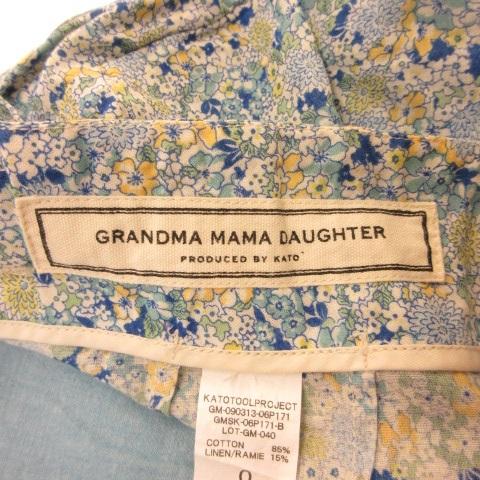 GRANDMA MAMA DAUGHTER
PRODUCED BY KATO'
KATOTOOLPROJECT
GM-090313-06P171
GMSK-06P171-B
LOT-GM-040
COTTON 85%
LINEN/RAMIE 15%
0